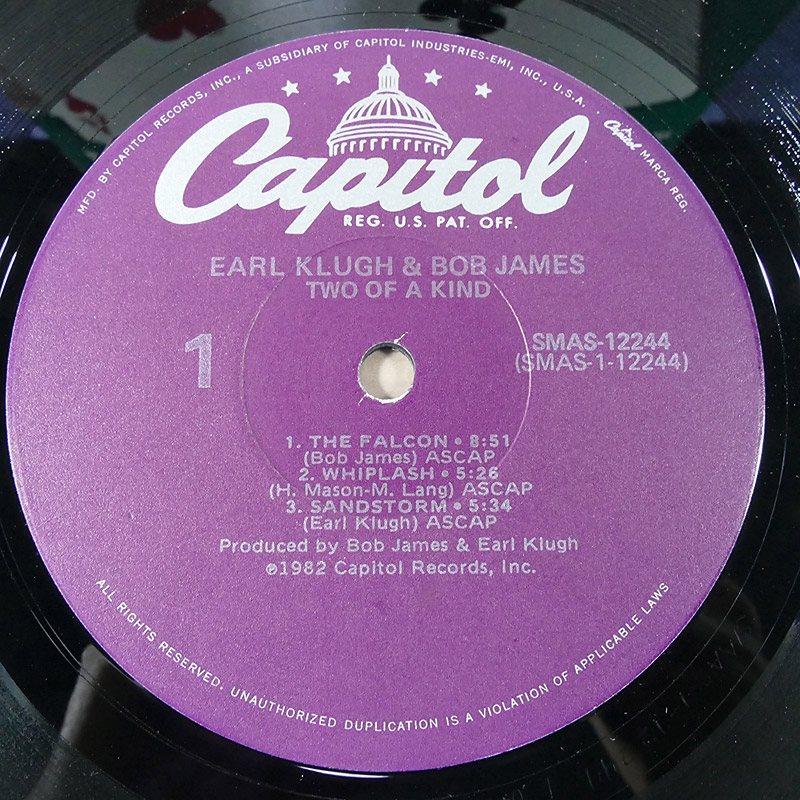 MFD. BY CAPITOL RECORDS, INC., A SUBSIDIARY OF CAPITOL INDUSTRIES-EMI, INC., U.S.A.
Capitol MARCA REG.
Capitol
REG. U.S. PAT. OFF.
EARL KLUGH & BOB JAMES
TWO OF A KIND
1
SMAS-12244
(SMAS-1-12244)
1. THE FALCON • 8:51
(Bob James) ASCAP
2. WHIPLASH • 5:26
(H. Mason-M. Lang) ASCAP
3. SANDSTORM • 5:34
(Earl Klugh) ASCAP
Produced by Bob James & Earl Klugh
℗1982 Capitol Records, Inc.
ALL RIGHTS RESERVED. UNAUTHORIZED DUPLICATION IS A VIOLATION OF APPLICABLE LAWS